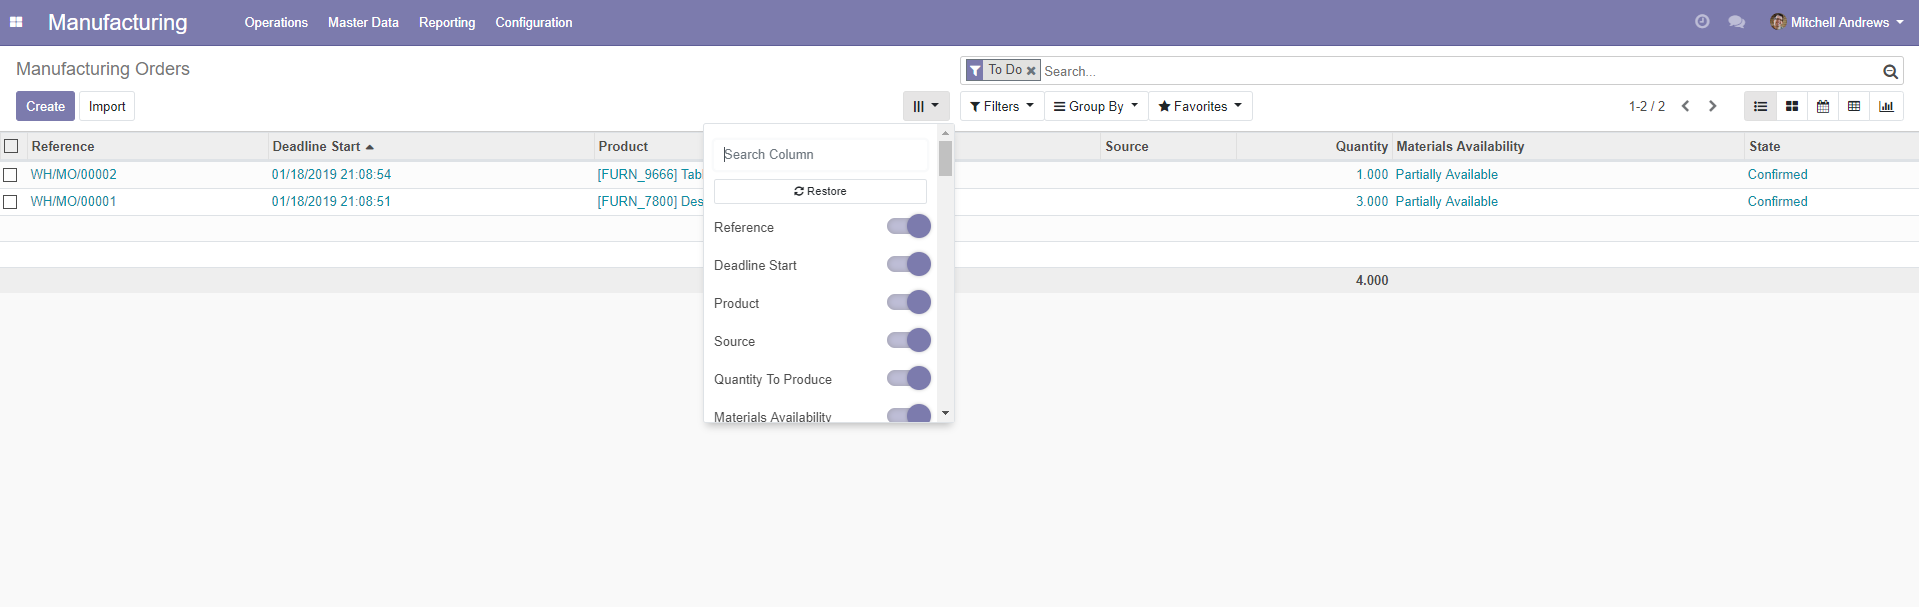 Manufacturing Operations Master Data Reporting Configuration Mitchell Andrews
Manufacturing Orders
To Do Search...
Create Import Filters Group By Favorites 1-2 / 2
Reference Deadline Start Product Source Quantity Materials Availability State
WH/MO/00002 01/18/2019 21:08:54 [FURN_9666] 1.000 Partially Available Confirmed
WH/MO/00001 01/18/2019 21:08:51 [FURN_7800] 3.000 Partially Available Confirmed
4.000
Search Column
Restore
Reference
Deadline Start
Product
Source
Quantity To Produce
Materials Availability